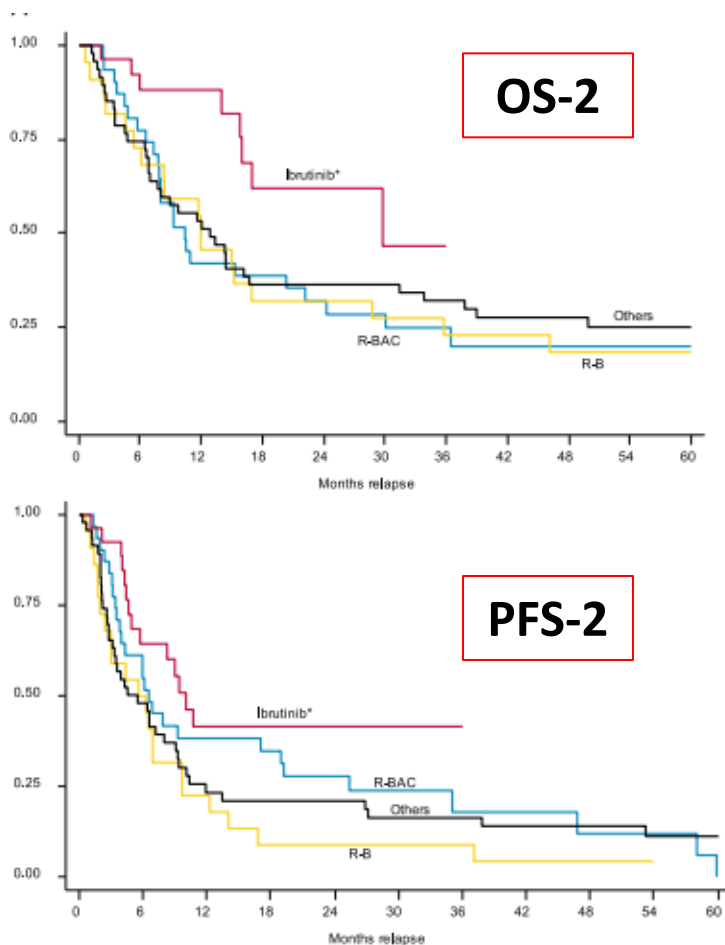 1.00
OS-2
0.75
Ibrutinib*
0.50
Others
0.25
R-BAC
R-B
0.00
0 6 12 18 24 30 36 42 48 54 60
Months relapse
1.00
PFS-2
0.75
0.50
Ibrutinib*
R-BAC
0.25
Others
R-B
0.00
0 6 12 18 24 30 36 42 48 54 60
Months relapse